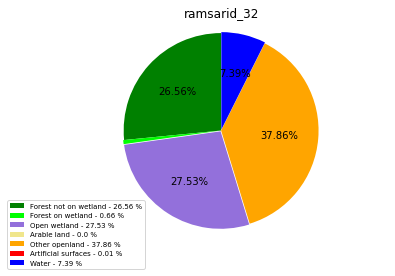 ramsarid_32
7.39%
26.56%
37.86%
27.53%
Forest not on wetland - 26.56 %
Forest on wetland - 0.66 %
Open wetland - 27.53 %
Arable land - 0.0 %
Other openland - 37.86 %
Artificial surfaces - 0.01 %
Water - 7.39 %